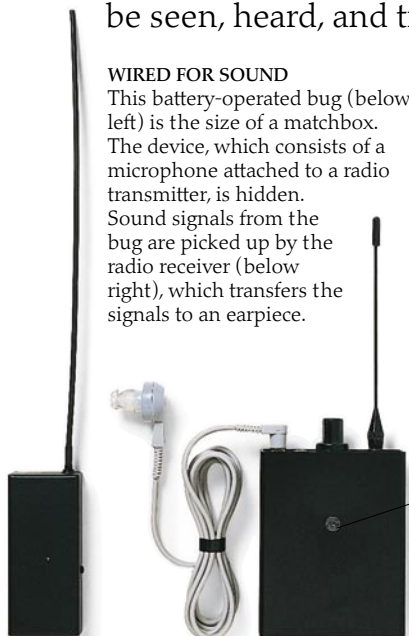 be seen, heard, and
WIRED FOR SOUND
This battery-operated bug (below
left) is the size of a matchbox.
The device, which consists of a
microphone attached to a radio
transmitter, is hidden.
Sound signals from the
bug are picked up by the
radio receiver (below
right), which transfers the
signals to an earpiece.